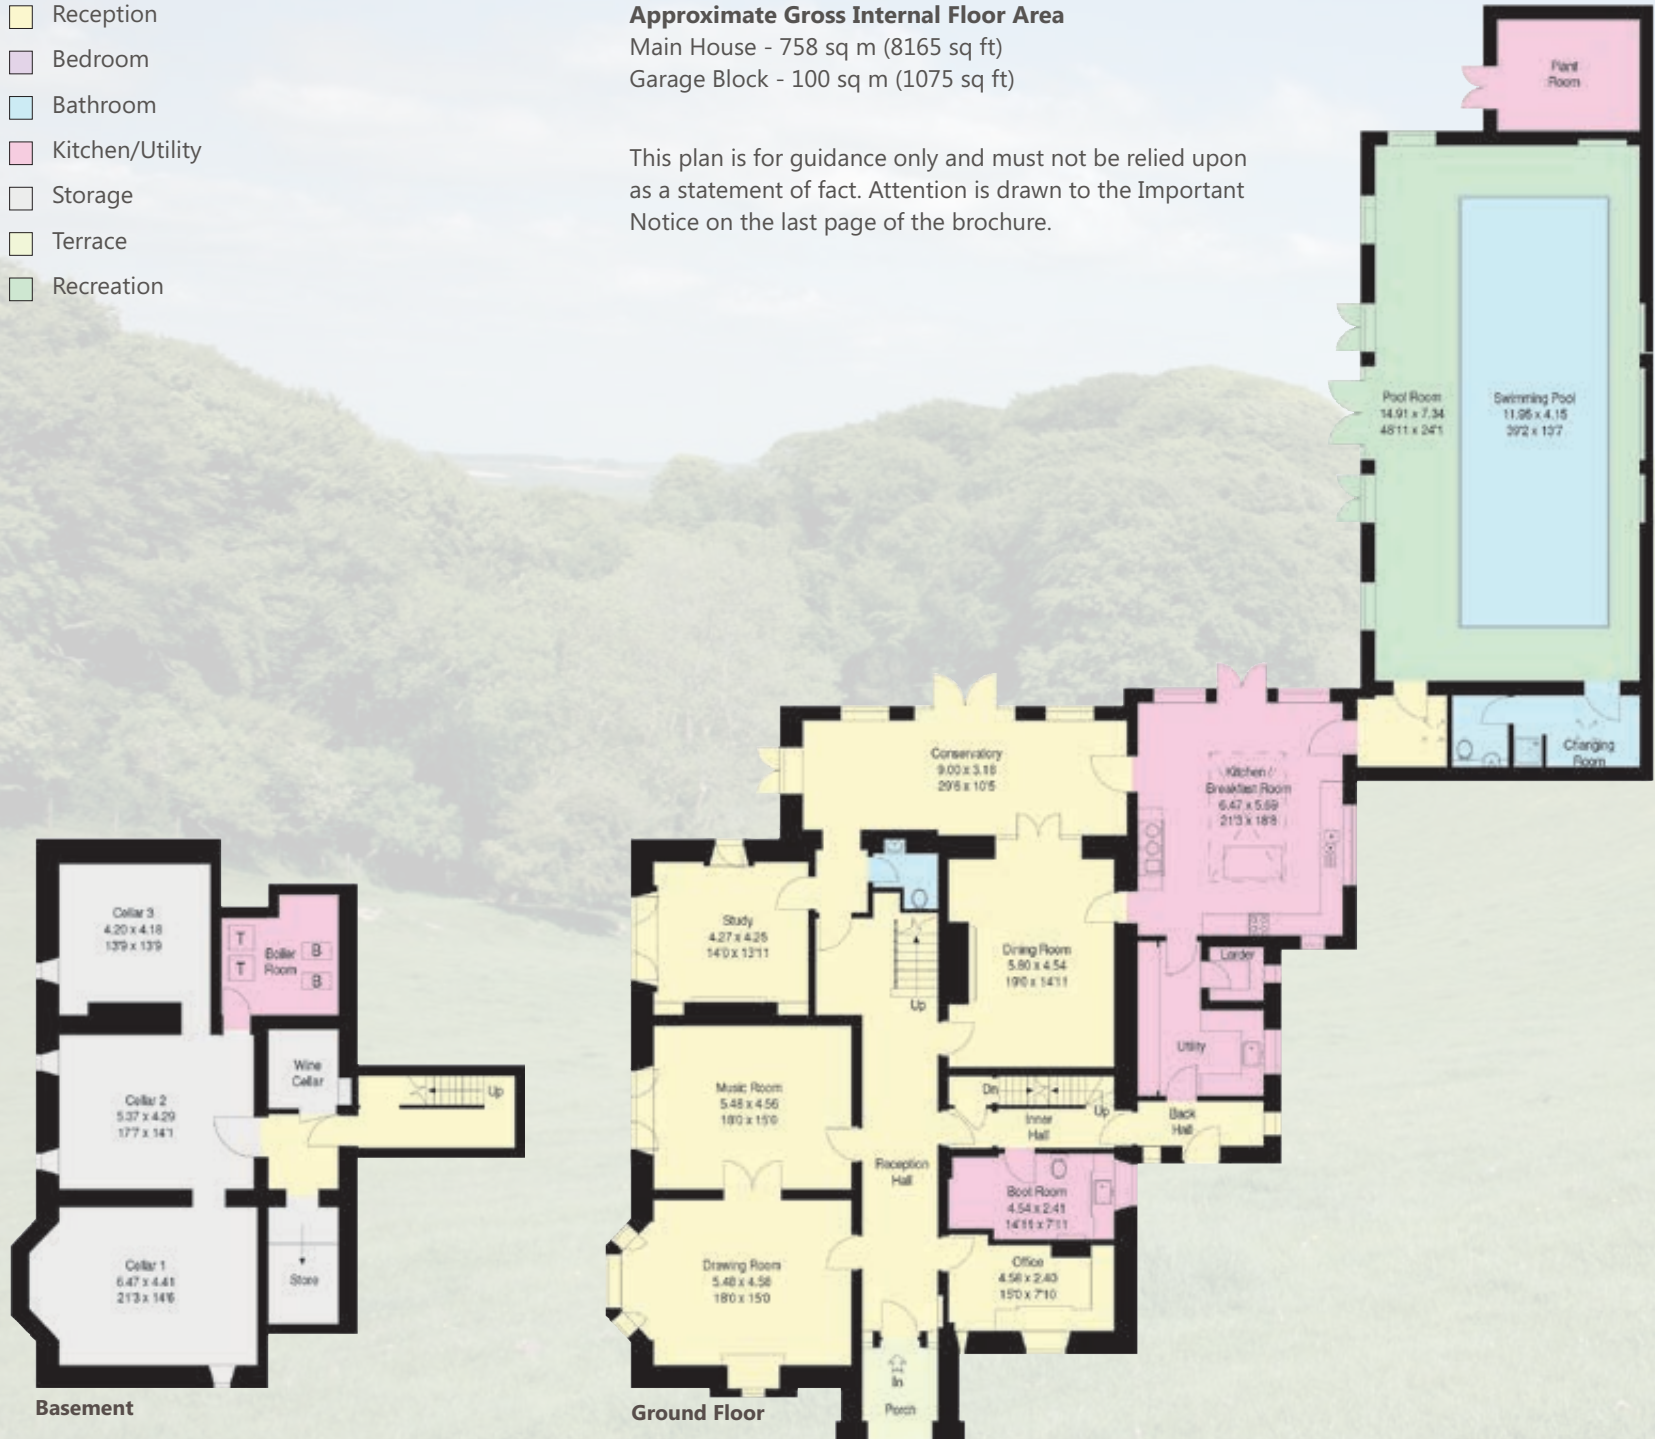 Reception
Bedroom
Bathroom
Kitchen/Utility
Storage
Terrace
Recreation
Approximate Gross Internal Floor Area
Main House - 758 sq m (8165 sq ft)
Garage Block - 100 sq m (1075 sq ft)
This plan is for guidance only and must not be relied upon
as a statement of fact. Attention is drawn to the Important
Notice on the last page of the brochure.
Plant
Room
Pool Room
14.91 x 7.34
48'11 x 24'1
Swimming Pool
11.95 x 4.15
39'2 x 13'7
Changing
Room
Conservatory
9.00 x 3.18
29'6 x 10'5
Kitchen /
Breakfast Room
6.47 x 5.69
21'3 x 18'8
Study
4.27 x 4.25
14'0 x 13'11
Dining Room
5.80 x 4.54
19'0 x 14'11
Up
Larder
Utility
Music Room
5.48 x 4.56
18'0 x 15'0
Dn
Up
Inner
Hall
Back
Hall
Reception
Hall
Boot Room
4.54 x 2.41
14'11 x 7'11
Drawing Room
5.48 x 4.58
18'0 x 15'0
Office
4.56 x 2.40
15'0 x 7'10
In
Porch
Ground Floor
Cellar 3
4.20 x 4.18
13'9 x 13'9
T
T
Boiler
Room
B
B
Wine
Cellar
Up
Cellar 2
5.37 x 4.29
17'7 x 14'1
Cellar 1
6.47 x 4.41
21'3 x 14'6
Store
Basement